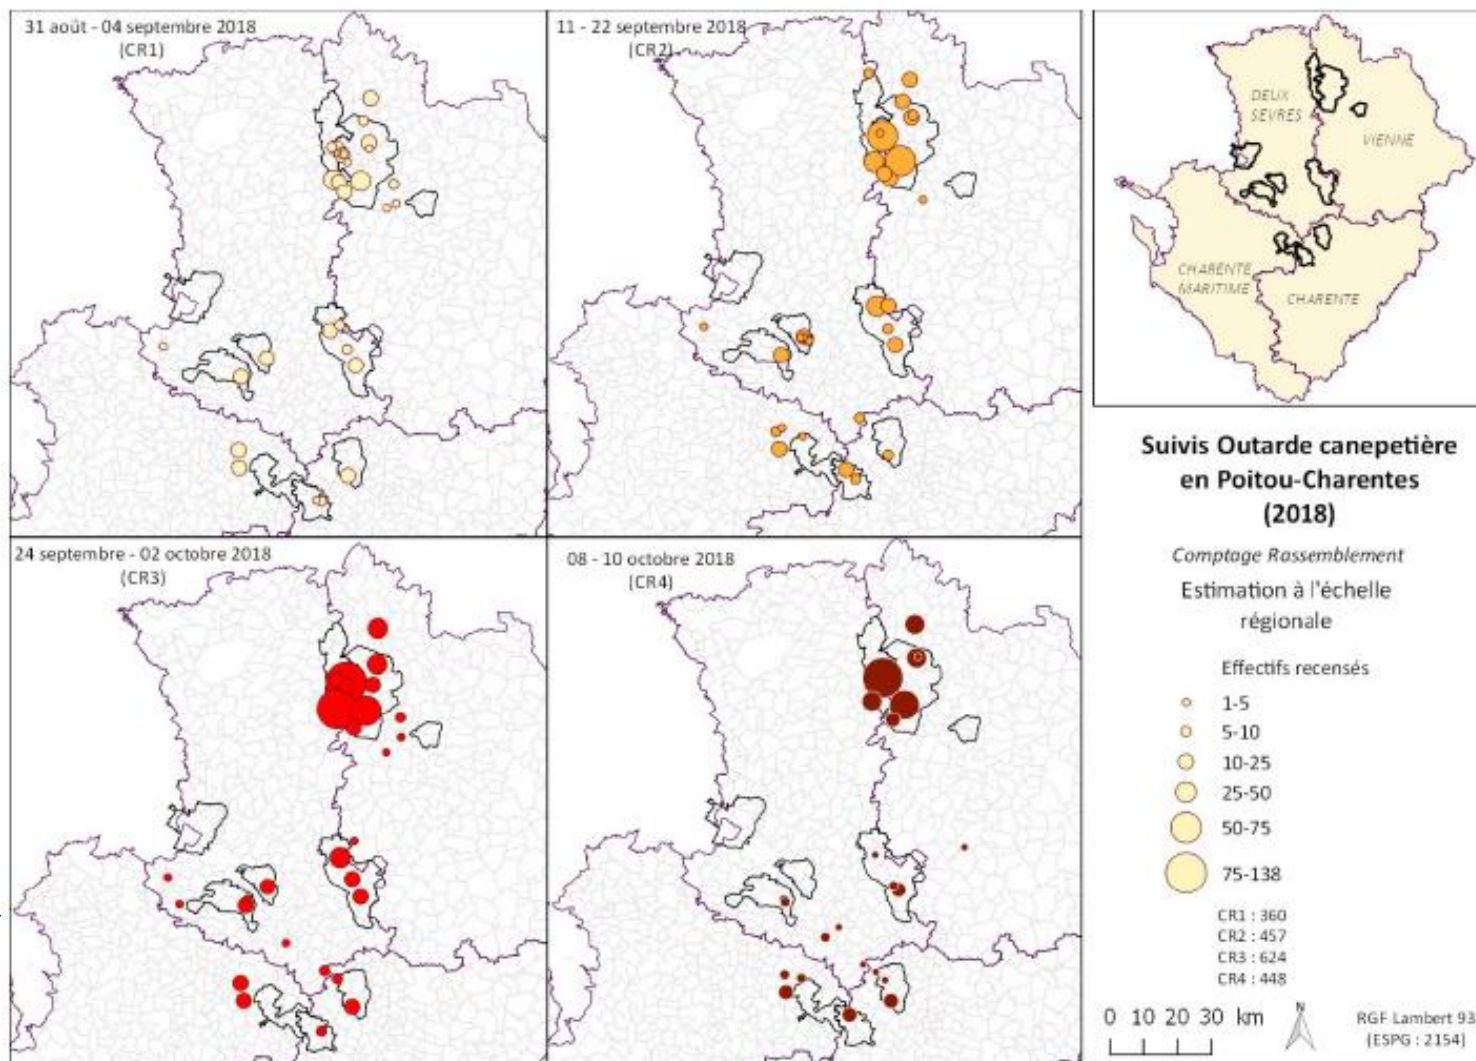 31 août - 04 septembre 2018
(CR1)
11 - 22 septembre 2018
(CR2)
24 septembre - 02 octobre 2018
(CR3)
08 - 10 octobre 2018
(CR4)
DEUX
SEVRES
VIENNE
CHARENTE
MARITIME
CHARENTE
Suivis Outarde canepetière
en Poitou-Charentes
(2018)
Comptage Rassemblement
Estimation à l'échelle
régionale
Effectifs recensés
1-5
5-10
10-25
25-50
50-75
75-138
CR1 : 360
CR2 : 457
CR3 : 624
CR4 : 448
0 10 20 30 km
N
RGF Lambert 93
(ESPG : 2154)